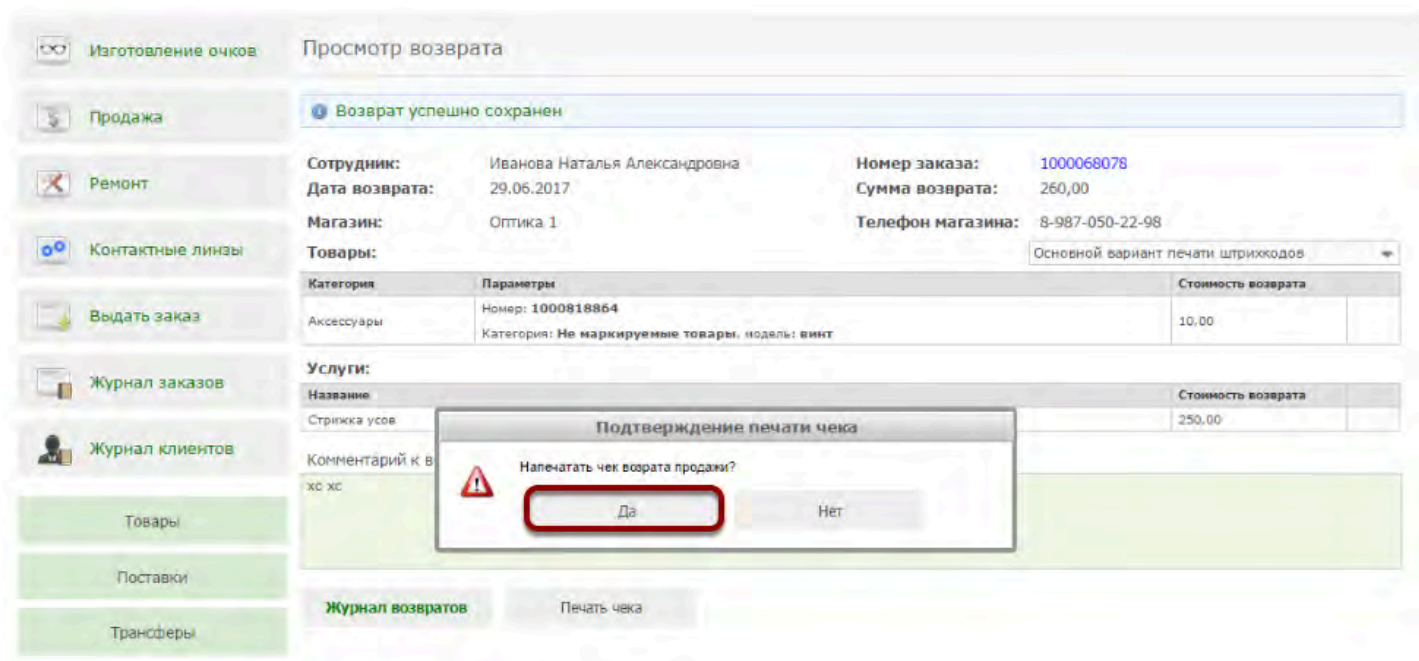 Изготовление очков
Продажа
Ремонт
Контактные линзы
Выдать заказ
Журнал заказов
Журнал клиентов
Товары
Поставки
Трансферы
Просмотр возврата
Возврат успешно сохранен
Сотрудник: Иванова Наталья Александровна Номер заказа: 1000068078
Дата возврата: 29.06.2017 Сумма возврата: 260,00
Магазин: Оптика 1 Телефон магазина: 8-987-050-22-98
Товары: Основной вариант печати штрихкодов
Категория Параметры Стоимость возврата
Аксессуары Номер: 1000818864 10,00
Категория: Не маркируемые товары, модель: винт
Услуги:
Название Стоимость возврата
Стрижка усов 250,00
Комментарий к в
хс хс
Подтверждение печати чека
Напечатать чек возрата продажи?
Да Нет
Журнал возвратов Печать чека